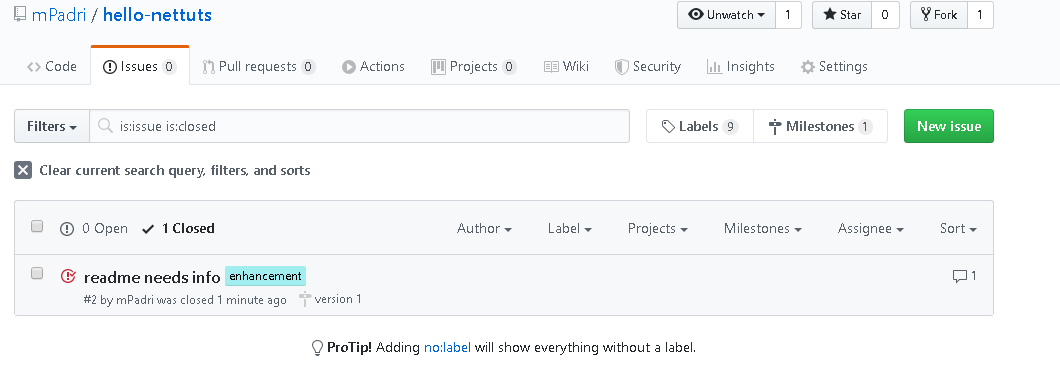 mPadri / hello-nettuts
Unwatch 1 Star 0 Fork 1
Code Issues 0 Pull requests 0 Actions Projects 0 Wiki Security Insights Settings
Filters is:issue is:closed Labels 9 Milestones 1 New issue
Clear current search query, filters, and sorts
0 Open 1 Closed Author Label Projects Milestones Assignee Sort
readme needs info enhancement 1
#2 by mPadri was closed 1 minute ago version 1
ProTip! Adding no:label will show everything without a label.